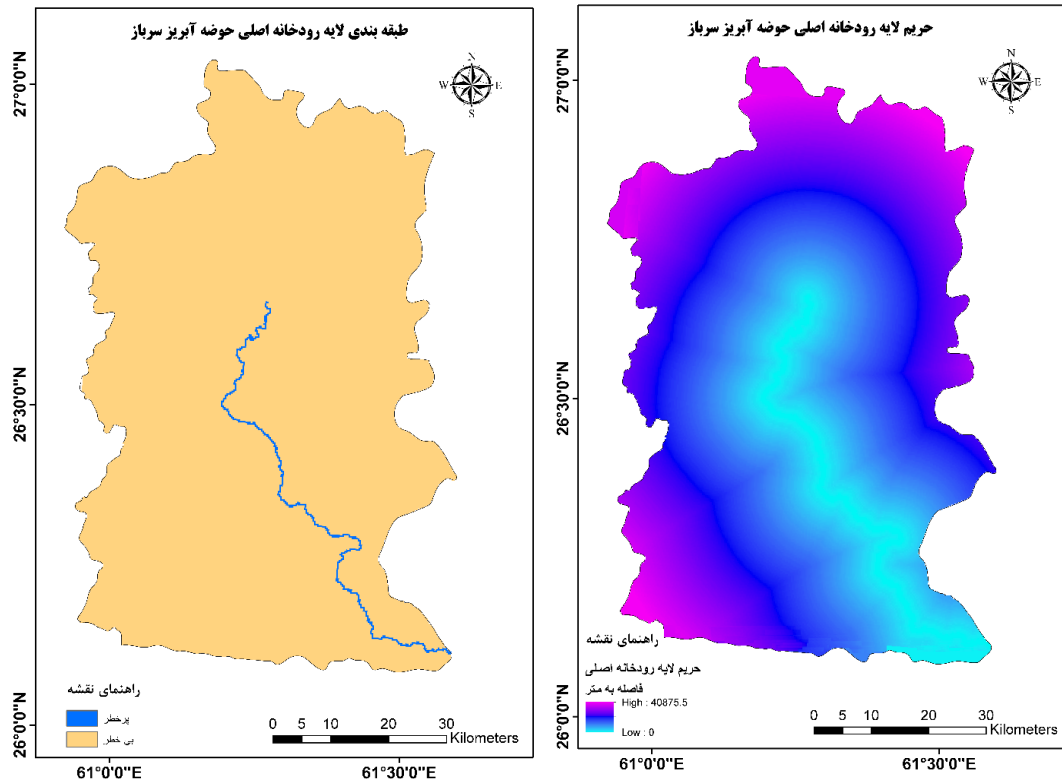 طبقه بندی لایه رودخانه اصلی حوضه آبریز سرباز
N
W E
S
27°0'0"N
26°30'0"N
26°0'0"N
راهنمای نقشه
پرخطر
بی خطر
0 5 10 20 30
Kilometers
61°0'0"E
61°30'0"E
حریم لایه رودخانه اصلی حوضه آبریز سرباز
N
W E
S
27°0'0"N
26°30'0"N
26°0'0"N
راهنمای نقشه
حریم لایه رودخانه اصلی
فاصله به متر
High : 40875.5
Low : 0
0 5 10 20 30
Kilometers
61°0'0"E
61°30'0"E